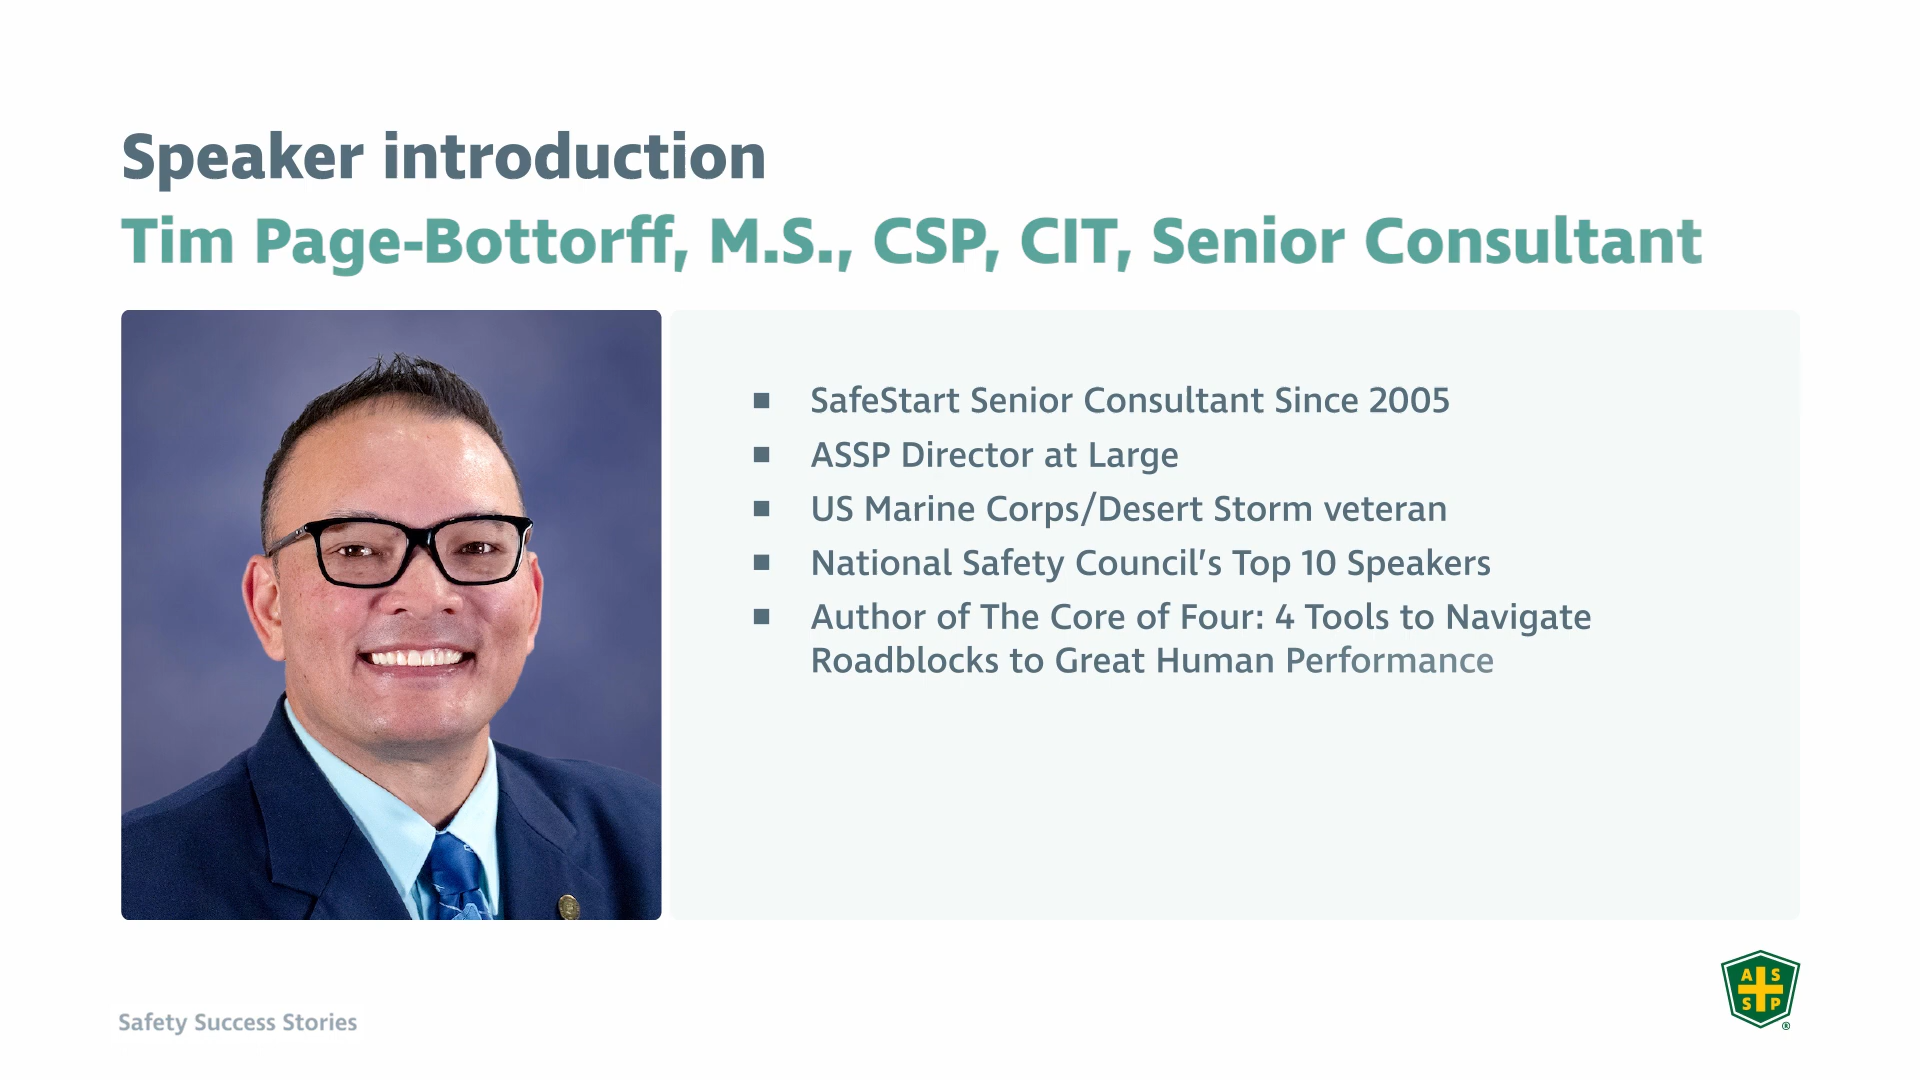 Speaker introduction
Tim Page-Bottorff, M.S., CSP, CIT, Senior Consultant
SafeStart Senior Consultant Since 2005
ASSP Director at Large
US Marine Corps/Desert Storm veteran
National Safety Council’s Top 10 Speakers
Author of The Core of Four: 4 Tools to Navigate
Roadblocks to Great Human Performance
Safety Success Stories
A S
S P
®